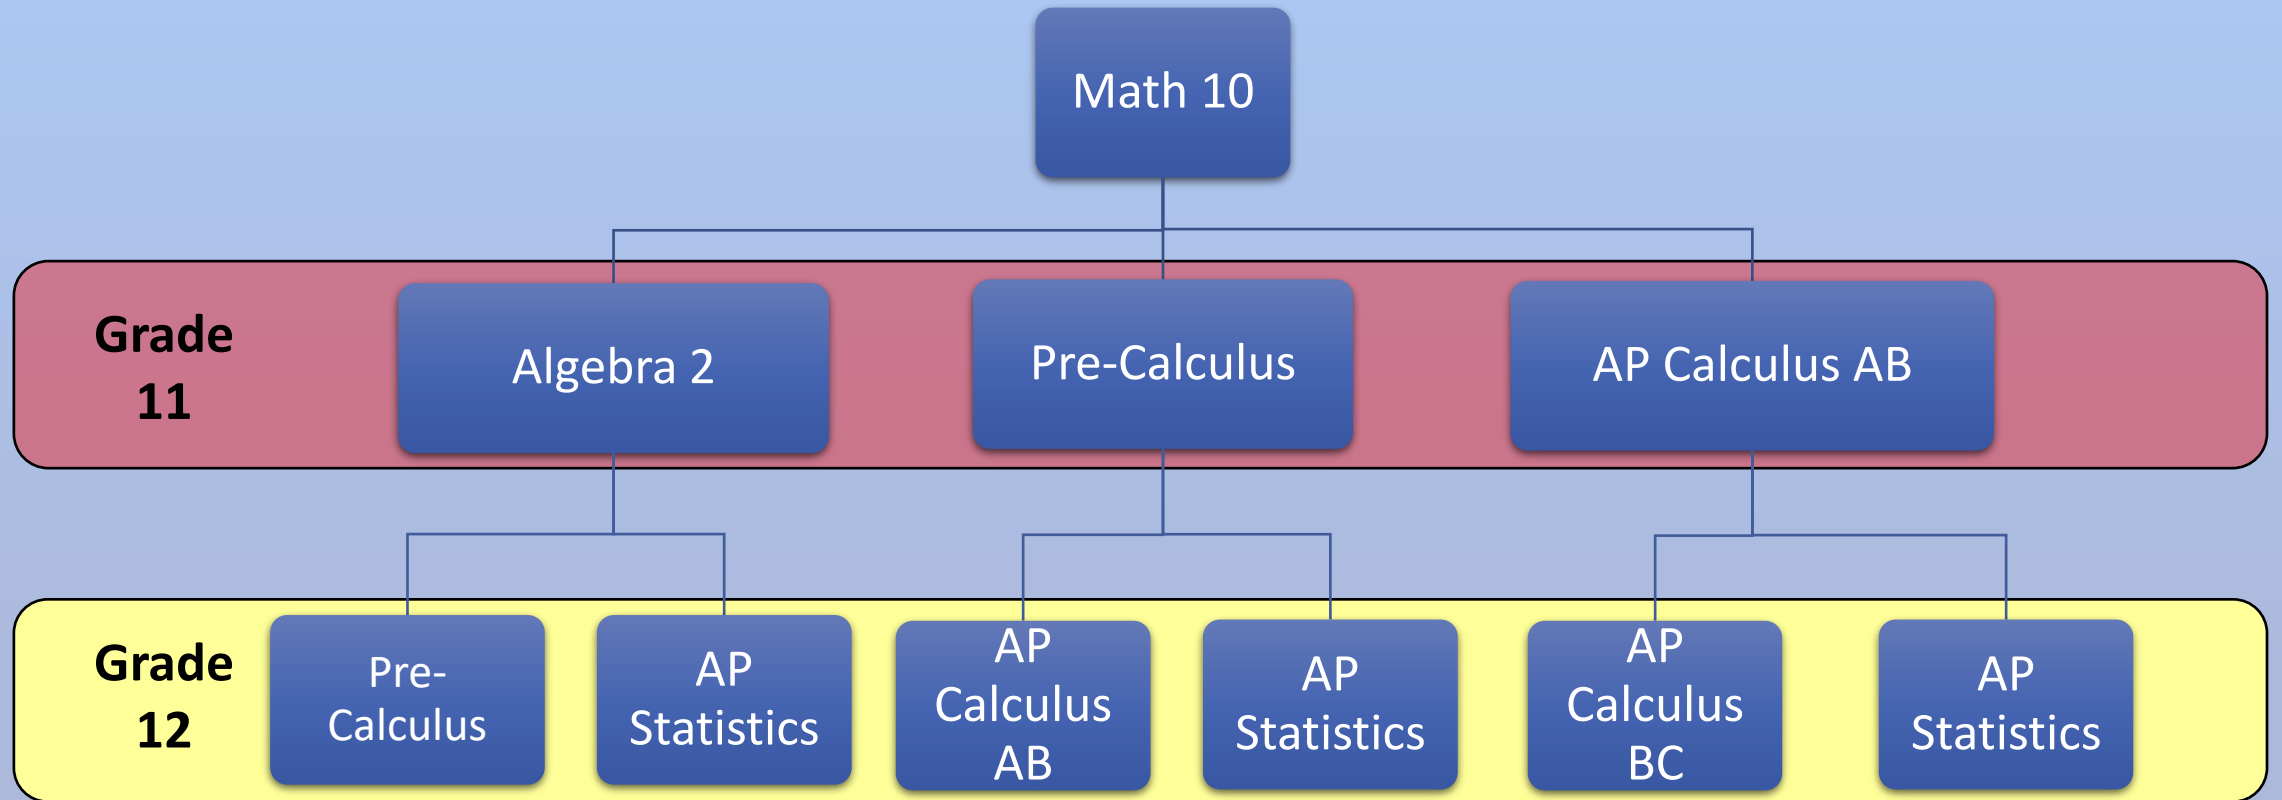 Math 10
Grade
11
Algebra 2
Pre-Calculus
AP Calculus AB
Grade
12
Pre-
Calculus
AP
Statistics
AP
Calculus
AB
AP
Statistics
AP
Calculus
BC
AP
Statistics